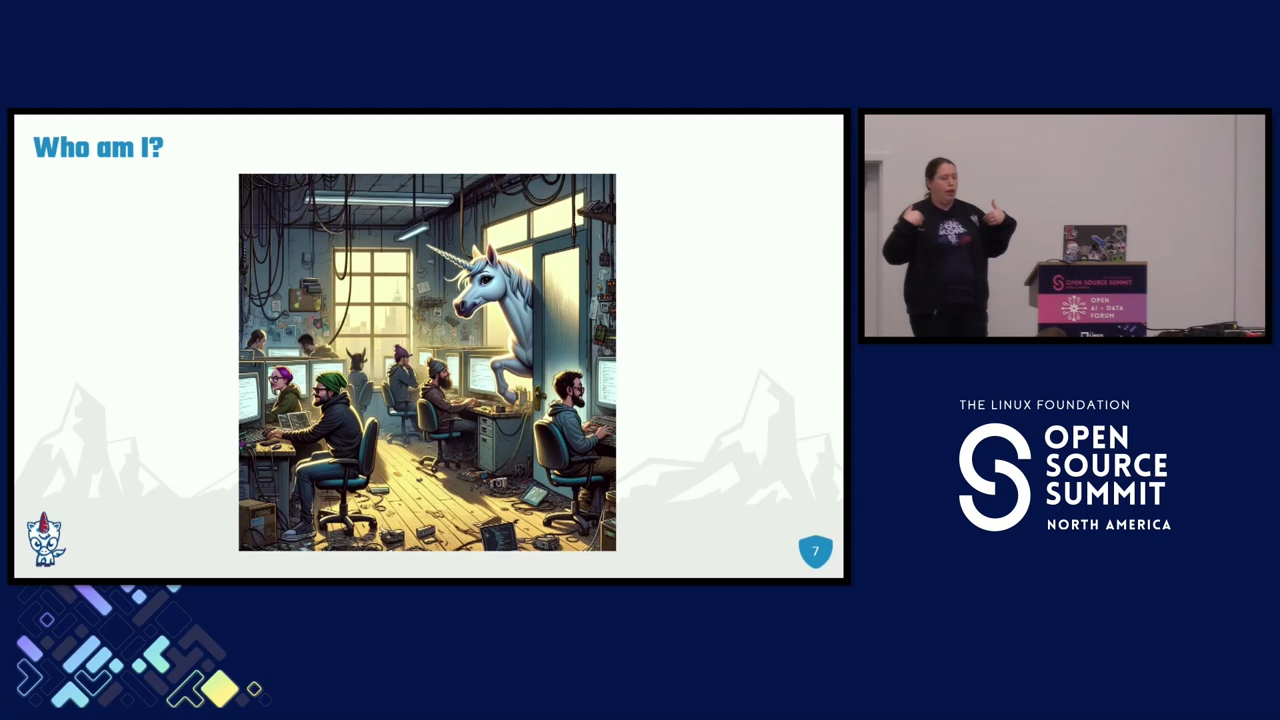 Who am I?
7
OPEN SOURCE SUMMIT
OPEN
AI + DATA
FORUM
THE LINUX FOUNDATION
OPEN
SOURCE
SUMMIT
NORTH AMERICA